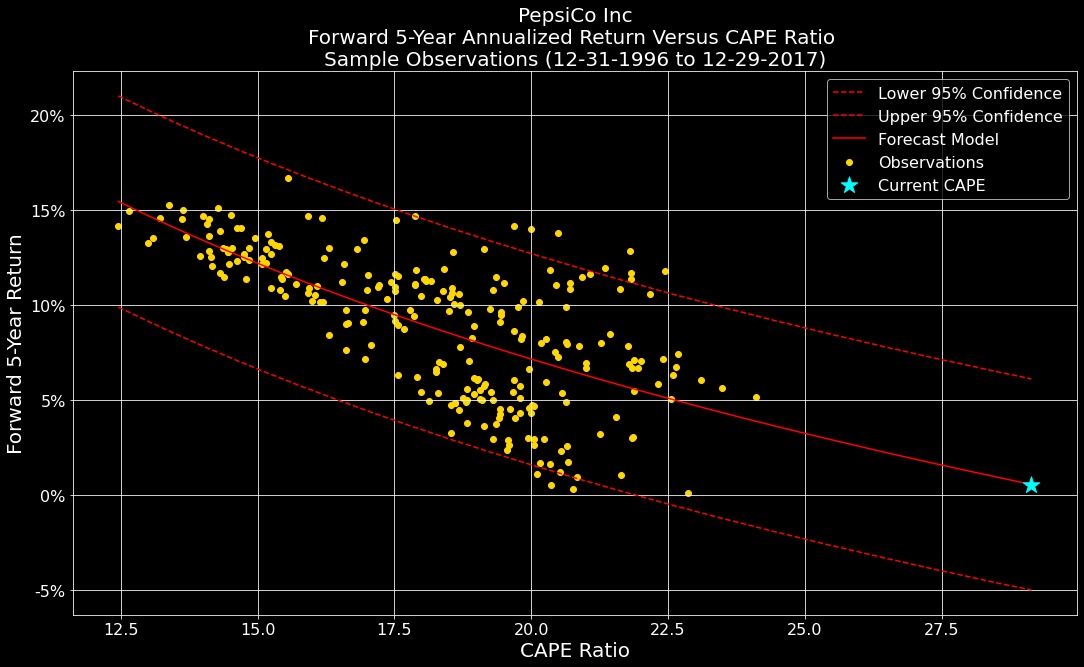 PepsiCo Inc
Forward 5-Year Annualized Return Versus CAPE Ratio
Sample Observations (12-31-1996 to 12-29-2017)
Lower 95% Confidence
Upper 95% Confidence
Forecast Model
Observations
Current CAPE
Forward 5-Year Return
20%
15%
10%
5%
0%
-5%
12.5 15.0 17.5 20.0 22.5 25.0 27.5
CAPE Ratio